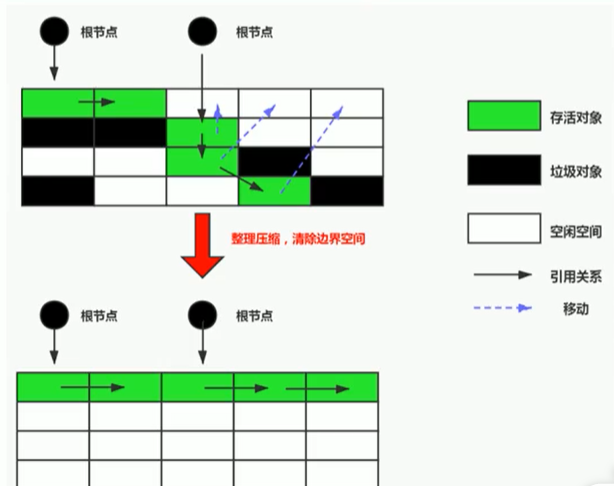 根节点
根节点
存活对象
垃圾对象
空闲空间
整理压缩，清除边界空间
引用关系
移动
根节点
根节点